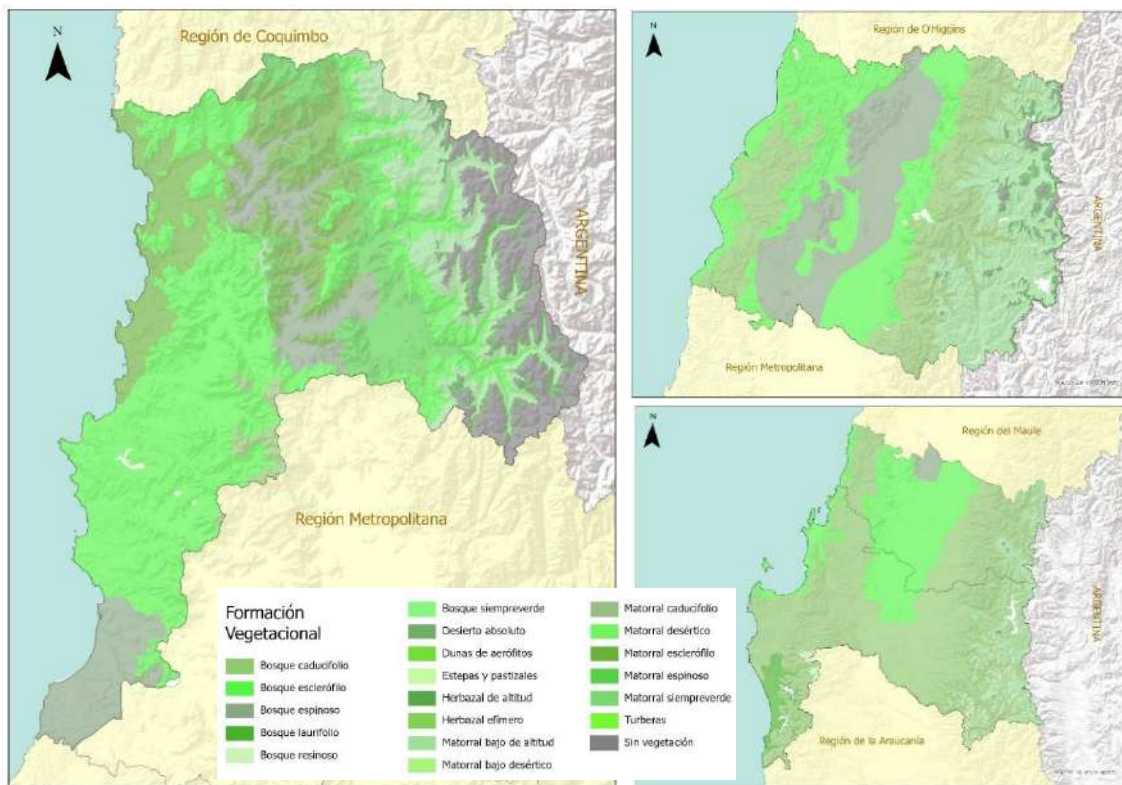 N
Región de Coquimbo
ARGENTINA
Región Metropolitana
N
Región de O'Higgins
ARGENTINA
Región Metropolitana
N
Región del Maule
ARGENTINA
Región de la Araucanía
Formación
Vegetacional
Bosque caducifolio
Bosque esclerófilo
Bosque espinoso
Bosque laurifolio
Bosque resinoso
Bosque siempreverde
Desierto absoluto
Dunas de aerófitos
Estepas y pastizales
Herbazal de altitud
Herbazal efímero
Matorral bajo de altitud
Matorral bajo desértico
Matorral caducifolio
Matorral desértico
Matorral esclerófilo
Matorral espinoso
Matorral siempreverde
Turberas
Sin vegetación